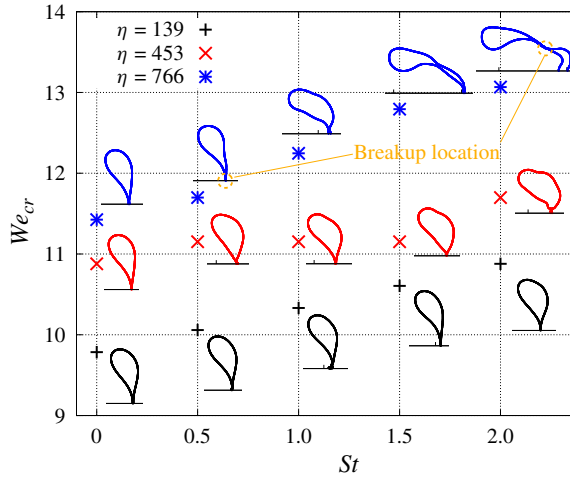 14
η = 139
η = 453
η = 766
13
12
Breakup location
We_cr
11
10
9
0
0.5
1.0
1.5
2.0
St